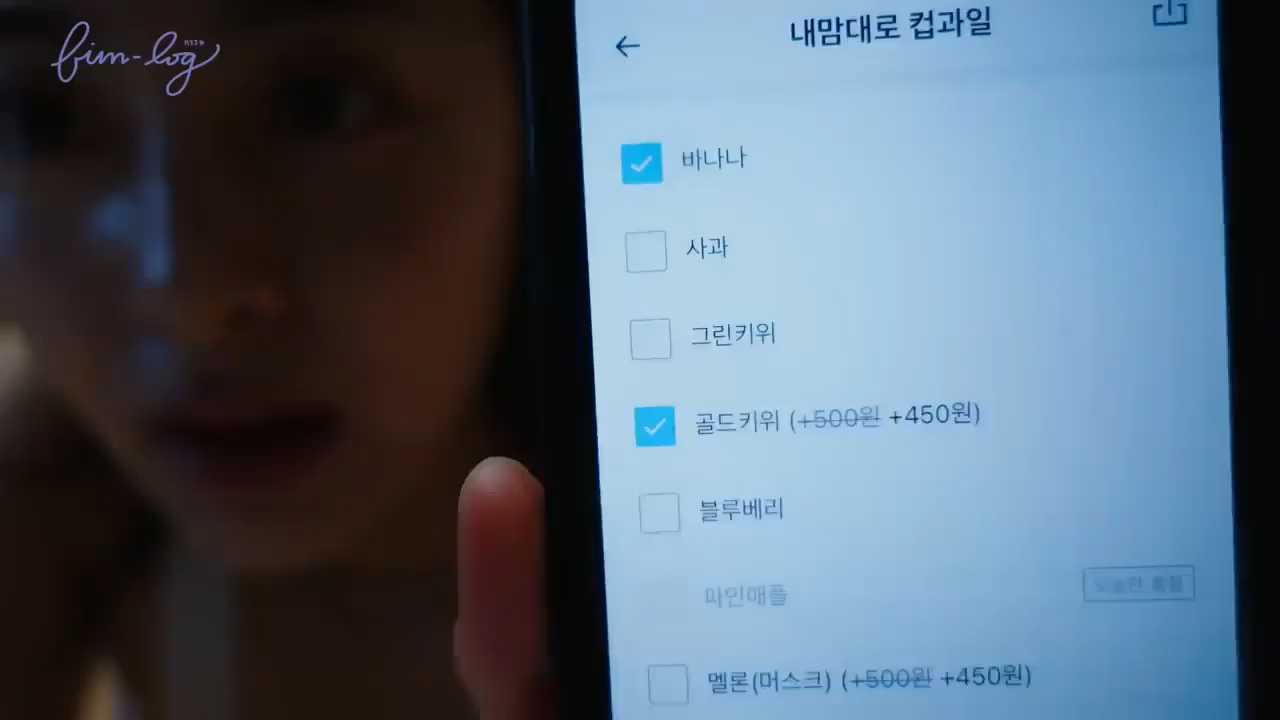 fim-log
내맘대로 컵과일
바나나
사과
그린키위
골드키위 (+500원 +450원)
블루베리
파인애플
멜론(머스크) (+500원 +450원)